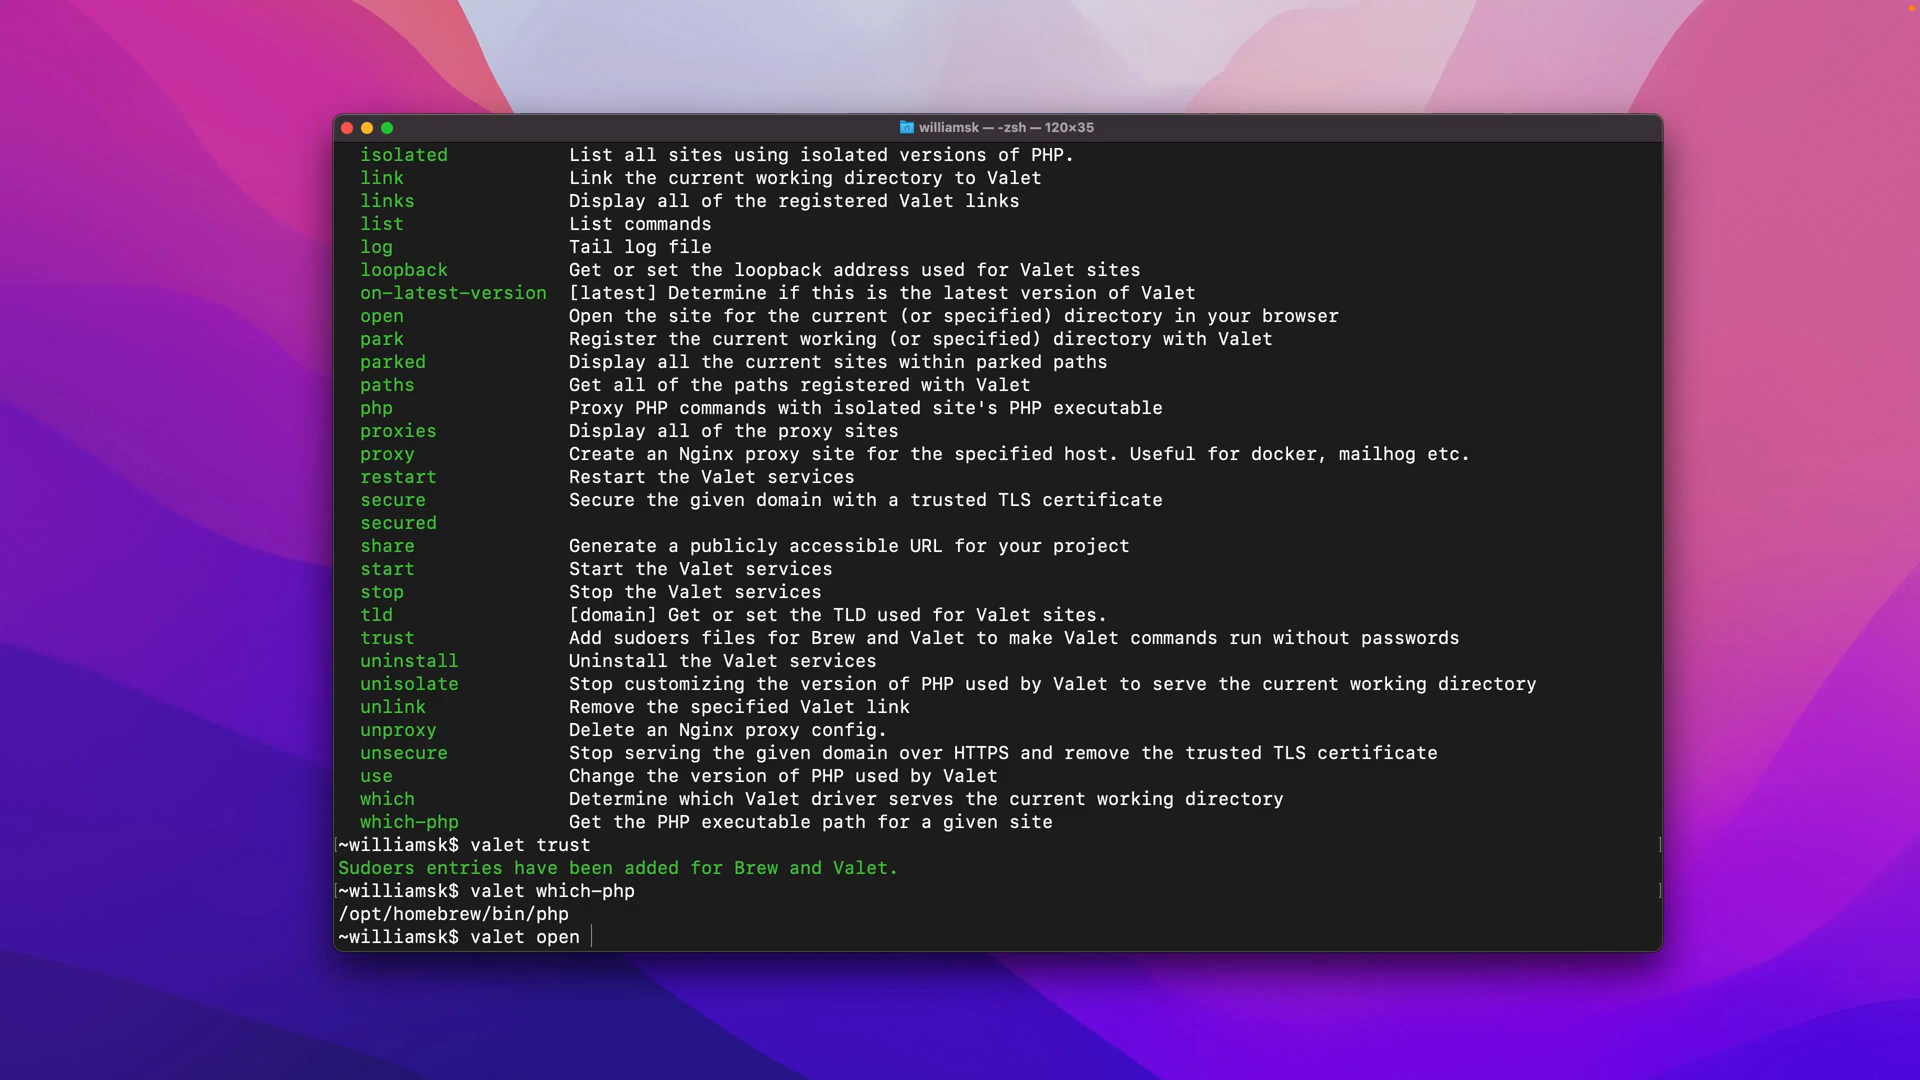 williamsk — -zsh — 120×35
isolated List all sites using isolated versions of PHP.
link Link the current working directory to Valet
links Display all of the registered Valet links
list List commands
log Tail log file
loopback Get or set the loopback address used for Valet sites
on-latest-version [latest] Determine if this is the latest version of Valet
open Open the site for the current (or specified) directory in your browser
park Register the current working (or specified) directory with Valet
parked Display all the current sites within parked paths
paths Get all of the paths registered with Valet
php Proxy PHP commands with isolated site's PHP executable
proxies Display all of the proxy sites
proxy Create an Nginx proxy site for the specified host. Useful for docker, mailhog etc.
restart Restart the Valet services
secure Secure the given domain with a trusted TLS certificate
secured
share Generate a publicly accessible URL for your project
start Start the Valet services
stop Stop the Valet services
tld [domain] Get or set the TLD used for Valet sites.
trust Add sudoers files for Brew and Valet to make Valet commands run without passwords
uninstall Uninstall the Valet services
unisolate Stop customizing the version of PHP used by Valet to serve the current working directory
unlink Remove the specified Valet link
unproxy Delete an Nginx proxy config.
unsecure Stop serving the given domain over HTTPS and remove the trusted TLS certificate
use Change the version of PHP used by Valet
which Determine which Valet driver serves the current working directory
which-php Get the PHP executable path for a given site
[~williamsk$ valet trust ]
Sudoers entries have been added for Brew and Valet.
[~williamsk$ valet which-php ]
/opt/homebrew/bin/php
~williamsk$ valet open